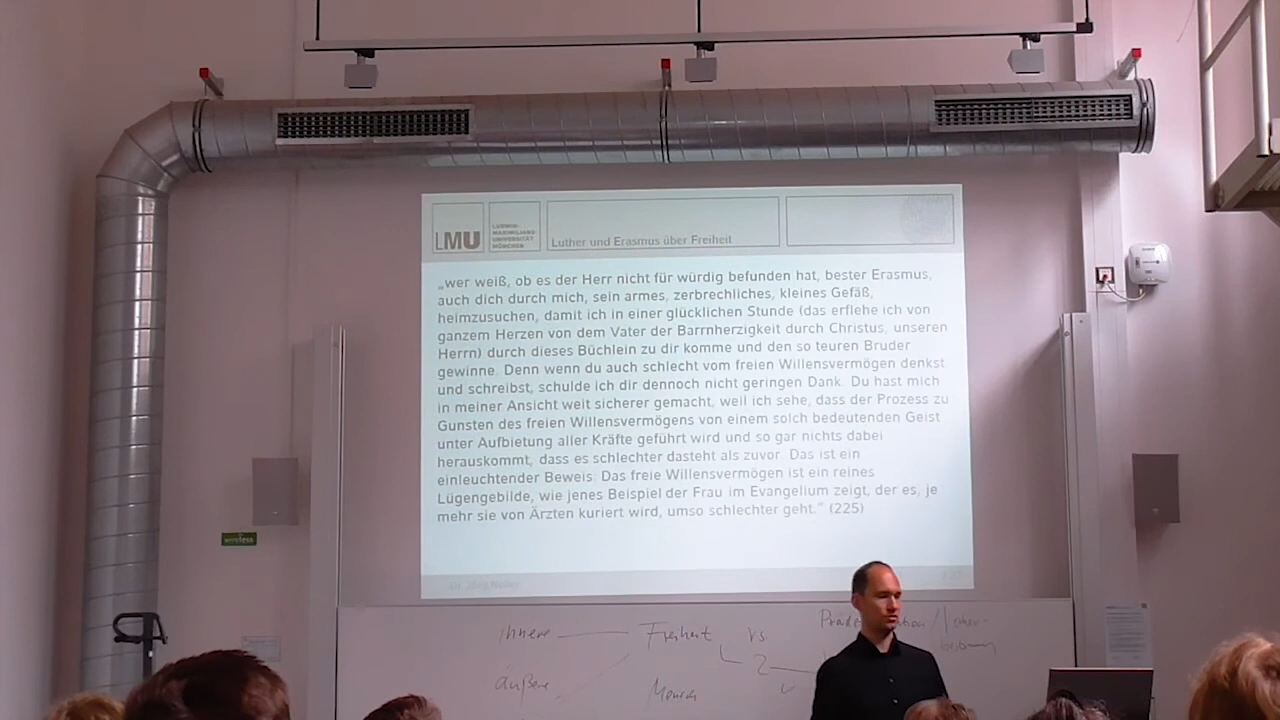 LMU
LUDWIG-
MAXIMILIANS-
UNIVERSITÄT
MÜNCHEN
Luther und Erasmus über Freiheit
„wer weiß, ob es der Herr nicht für würdig befunden hat, bester Erasmus,
auch dich durch mich, sein armes, zerbrechliches, kleines Gefäß,
heimzusuchen, damit ich in einer glücklichen Stunde (das erflehe ich von
ganzem Herzen von dem Vater der Barrnherzigkeit durch Christus, unseren
Herrn) durch dieses Büchlein zu dir komme und den so teuren Bruder
gewinne. Denn wenn du auch schlecht vom freien Willensvermögen denkst
und schreibst, schulde ich dir dennoch nicht geringen Dank. Du hast mich
in meiner Ansicht weit sicherer gemacht, weil ich sehe, dass der Prozess zu
Gunsten des freien Willensvermögens von einem solch bedeutenden Geist
unter Aufbietung aller Kräfte geführt wird und so gar nichts dabei
herauskommt, dass es schlechter dasteht als zuvor. Das ist ein
einleuchtender Beweis: Das freie Willensvermögen ist ein reines
Lügengebilde, wie jenes Beispiel der Frau im Evangelium zeigt, der es, je
mehr sie von Ärzten kuriert wird, umso schlechter geht.“ (225)
Dr. Jörg Noller
wireless
innere Freiheit vs
äußere Mensch